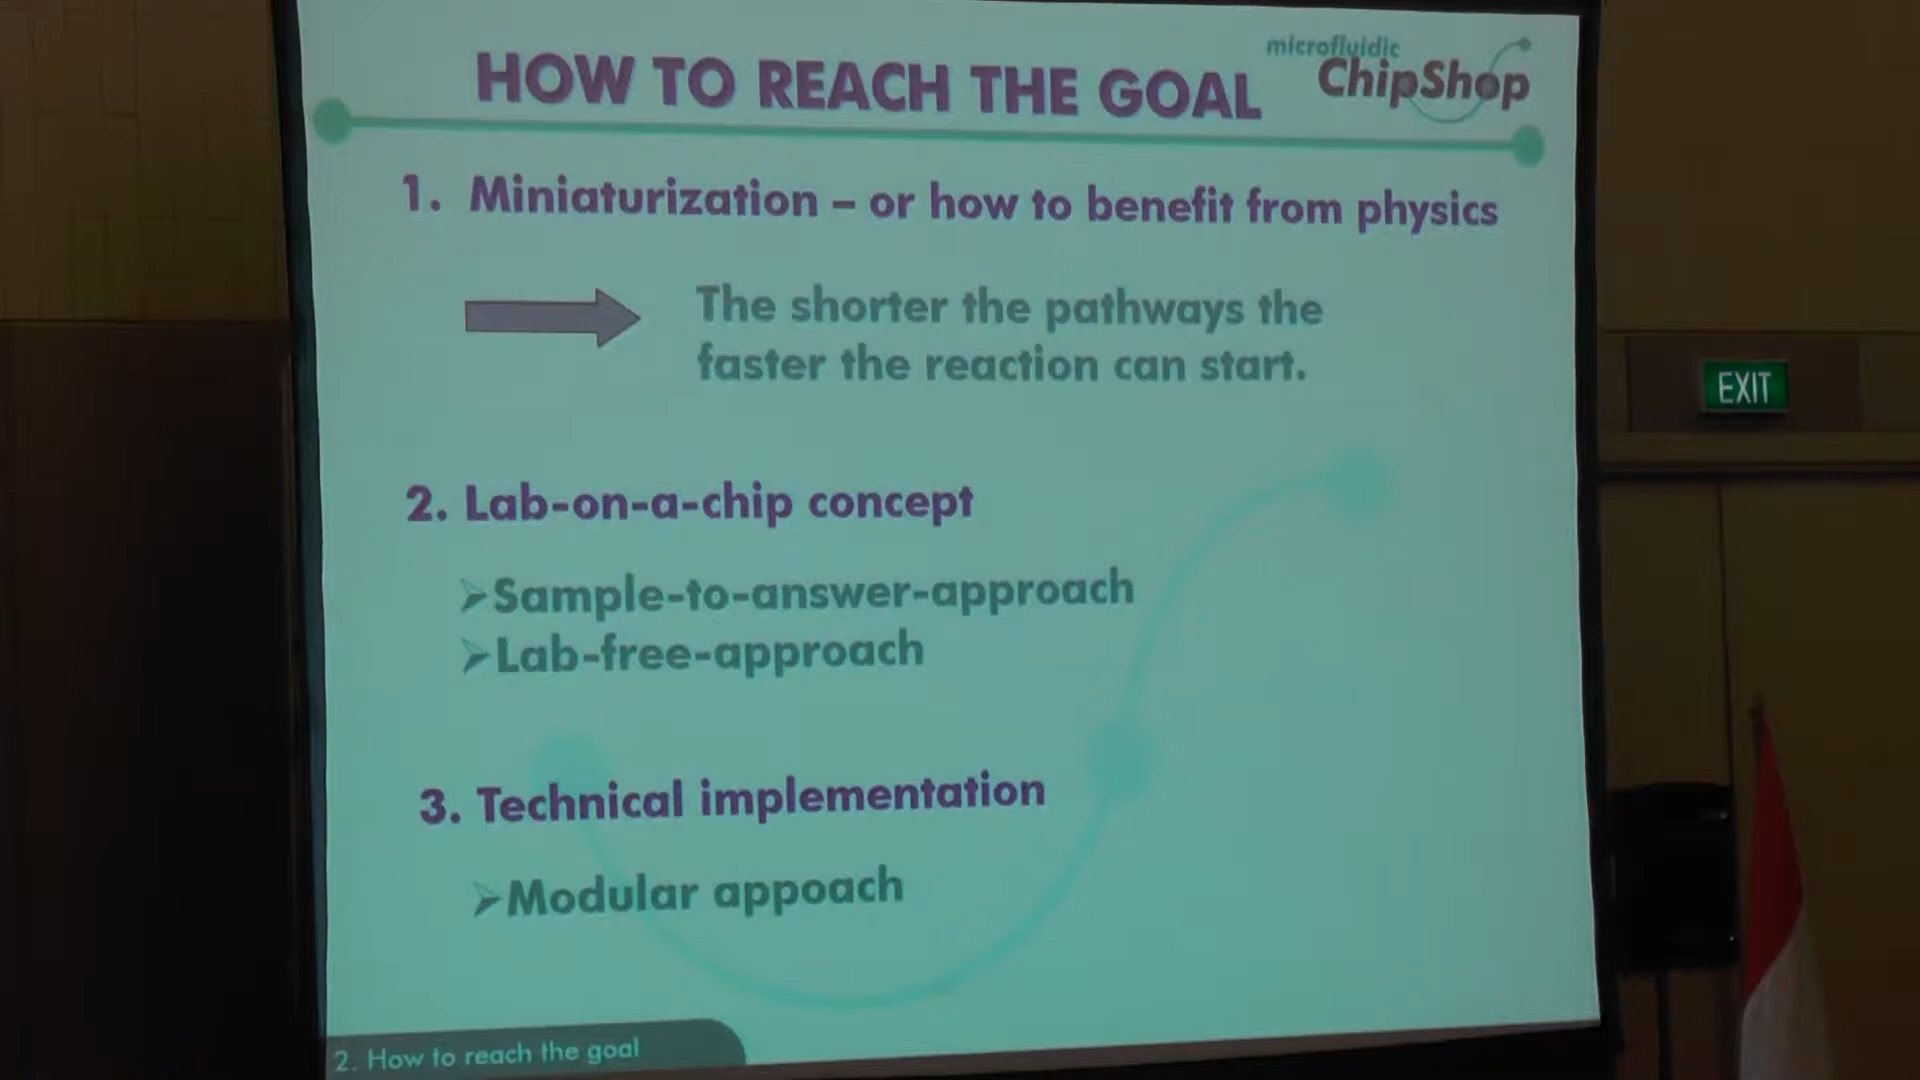 HOW TO REACH THE GOAL
microfluidic
ChipShop
1. Miniaturization – or how to benefit from physics
The shorter the pathways the
faster the reaction can start.
2. Lab-on-a-chip concept
➢Sample-to-answer-approach
➢Lab-free-approach
3. Technical implementation
➢Modular appoach
2. How to reach the goal
EXIT